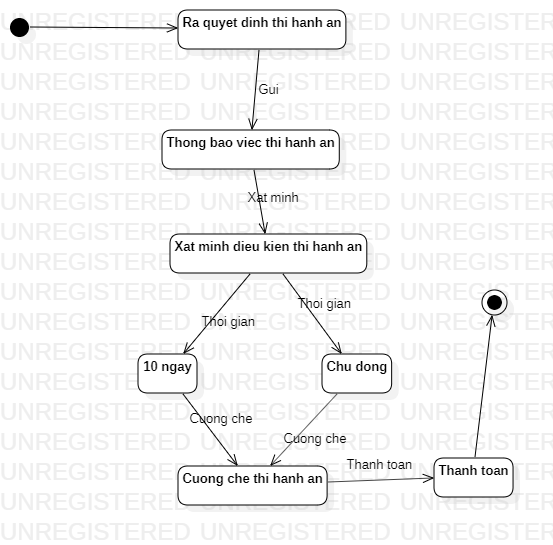 Ra quyet dinh thi hanh an
Gui
Thong bao viec thi hanh an
Xat minh
Xat minh dieu kien thi hanh an
Thoi gian
Thoi gian
10 ngay
Chu dong
Cuong che
Cuong che
Thanh toan
Cuong che thi hanh an
Thanh toan
UNREGISTERED